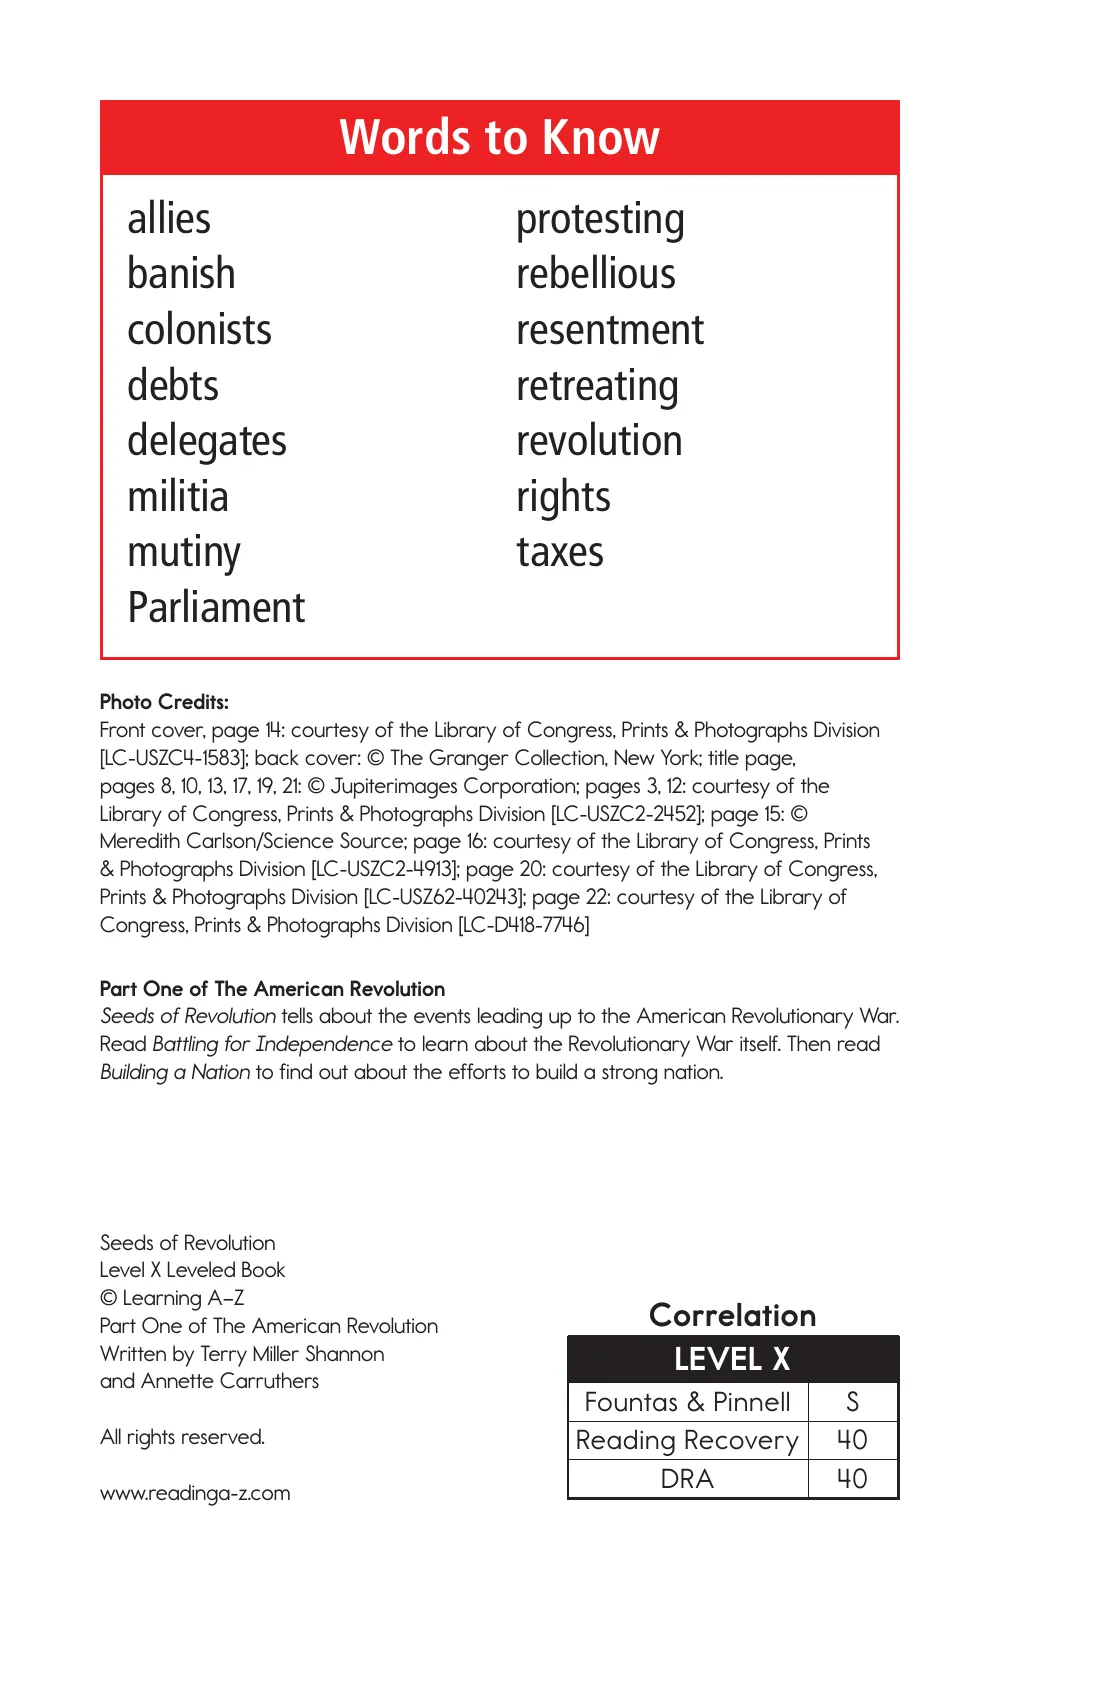 Words to Know
allies
banish
colonists
debts
delegates
militia
mutiny
Parliament
protesting
rebellious
resentment
retreating
revolution
rights
taxes
Photo Credits:
Front cover, page 14: courtesy of the Library of Congress, Prints & Photographs Division
[LC-USZC4-1583]; back cover: © The Granger Collection, New York; title page,
pages 8, 10, 13, 17, 19, 21: © Jupiterimages Corporation; pages 3, 12: courtesy of the
Library of Congress, Prints & Photographs Division [LC-USZC2-2452]; page 15: ©
Meredith Carlson/Science Source; page 16: courtesy of the Library of Congress, Prints
& Photographs Division [LC-USZC2-4913]; page 20: courtesy of the Library of Congress,
Prints & Photographs Division [LC-USZ62-40243]; page 22: courtesy of the Library of
Congress, Prints & Photographs Division [LC-D418-7746]
Part One of The American Revolution
Seeds of Revolution tells about the events leading up to the American Revolutionary War.
Read Battling for Independence to learn about the Revolutionary War itself. Then read
Building a Nation to find out about the efforts to build a strong nation.
Seeds of Revolution
Level X Leveled Book
© Learning A–Z
Part One of The American Revolution
Written by Terry Miller Shannon
and Annette Carruthers
All rights reserved.
www.readinga-z.com
Correlation
LEVEL X
Fountas & Pinnell S
Reading Recovery 40
DRA 40